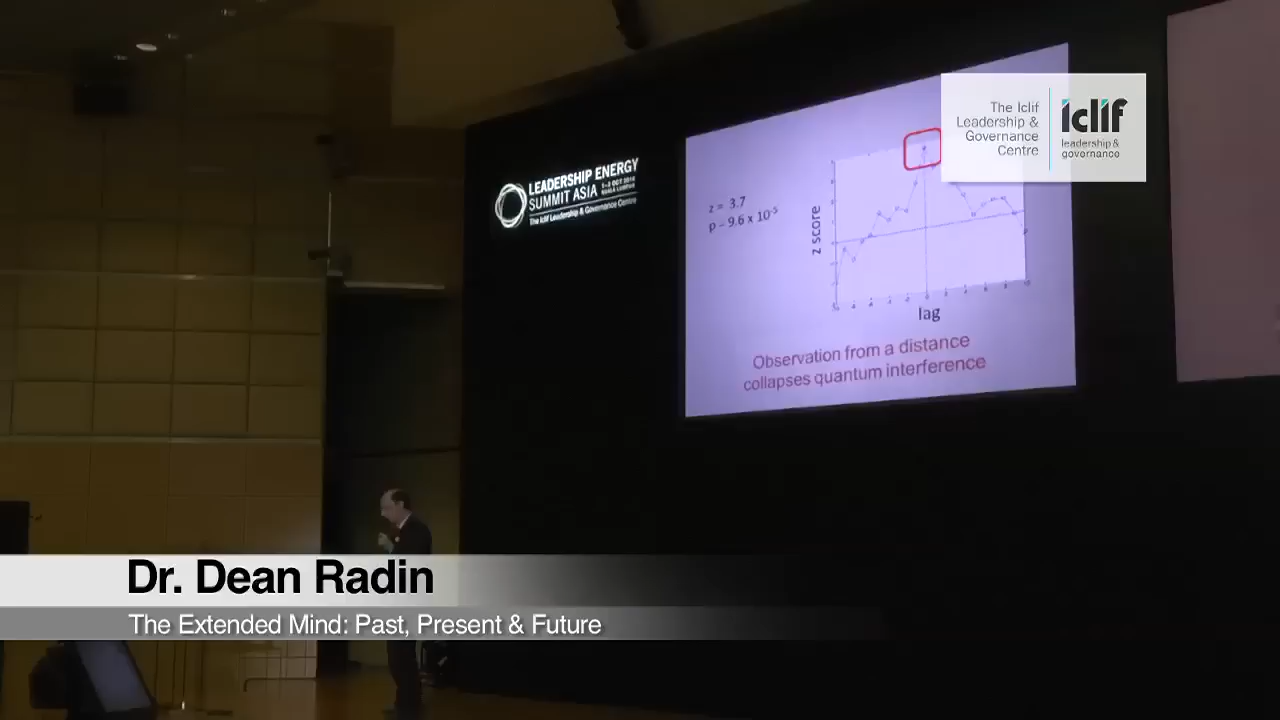 LEADERSHIP ENERGY
SUMMIT ASIA
The Iclif Leadership & Governance Centre
The Iclif
Leadership &
Governance
Centre
iclif
leadership &
governance
z = 3.7
p – 9.6 x 10-5
z score
lag
Observation from a distance
collapses quantum interference
Dr. Dean Radin
The Extended Mind: Past, Present & Future